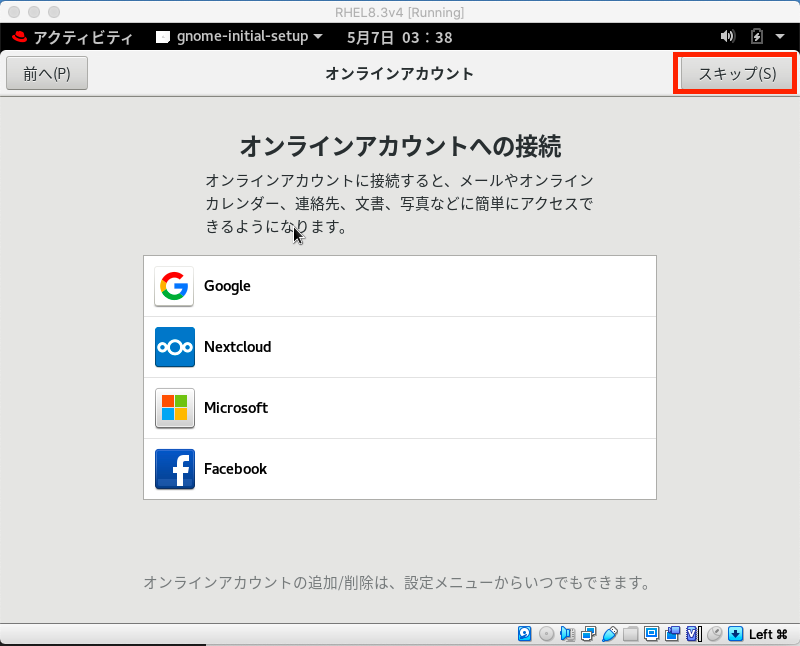 RHEL8.3v4 [Running]
アクティビティ gnome-initial-setup 5月7日 03：38
前へ(P) オンラインアカウント スキップ(S)
オンラインアカウントへの接続
オンラインアカウントに接続すると、メールやオンライン
カレンダー、連絡先、文書、写真などに簡単にアクセスで
きるようになります。
Google
Nextcloud
Microsoft
Facebook
オンラインアカウントの追加/削除は、設定メニューからいつでもできます。
Left ⌘